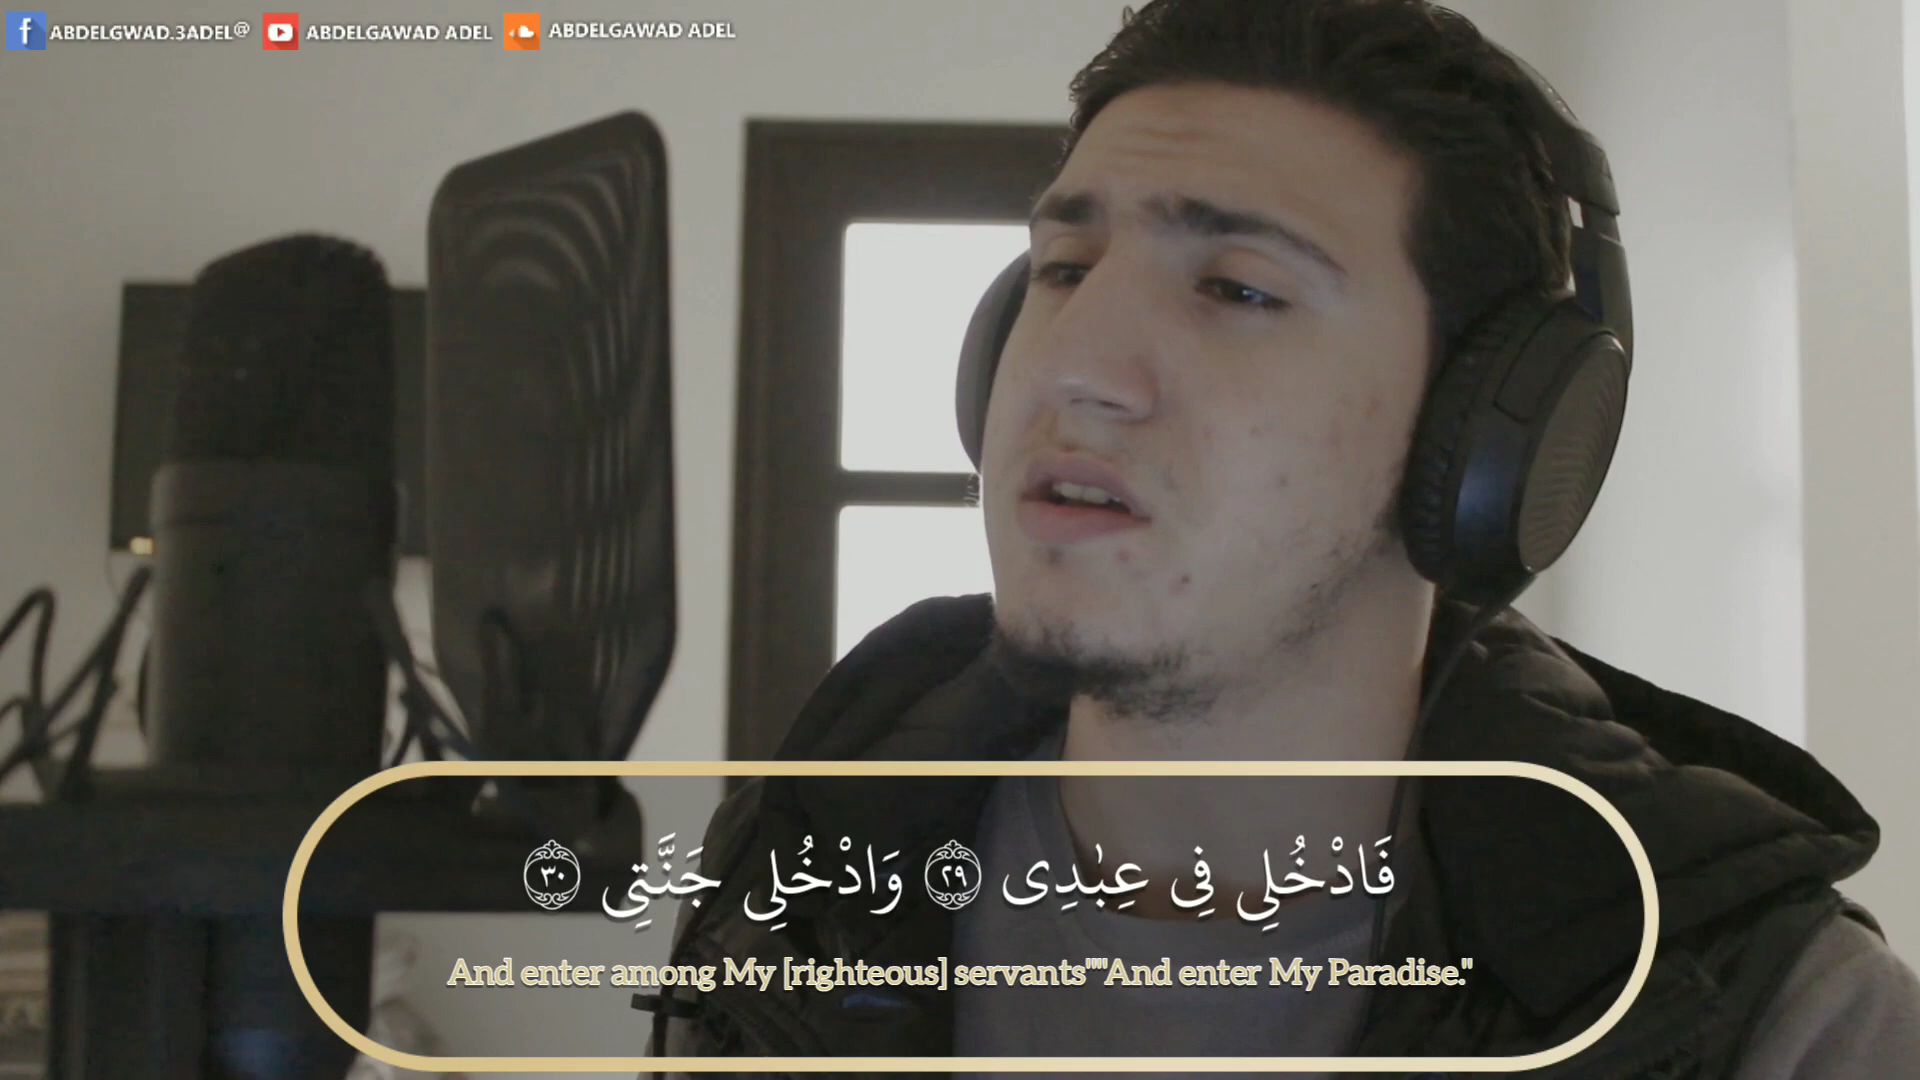 ABDELGWAD.3ADEL@ ABDELGAWAD ADEL ABDELGAWAD ADEL
فَادْخُلِي فِي عِبَٰدِي ٢٩ وَادْخُلِي جَنَّتِي ٣٠
And enter among My [righteous] servants""And enter My Paradise."